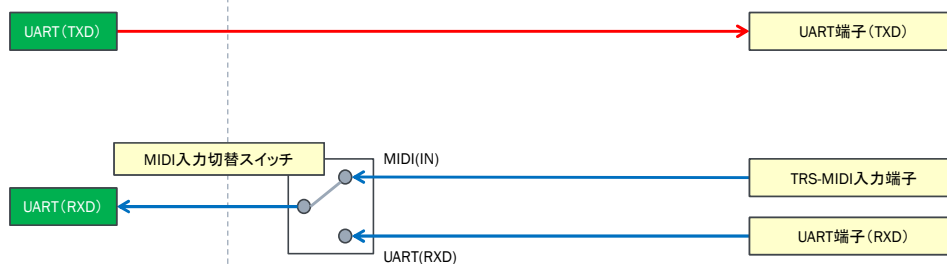 UART(TXD)
UART端子(TXD)
MIDI入力切替スイッチ
MIDI(IN)
TRS-MIDI入力端子
UART(RXD)
UART端子(RXD)
UART(RXD)